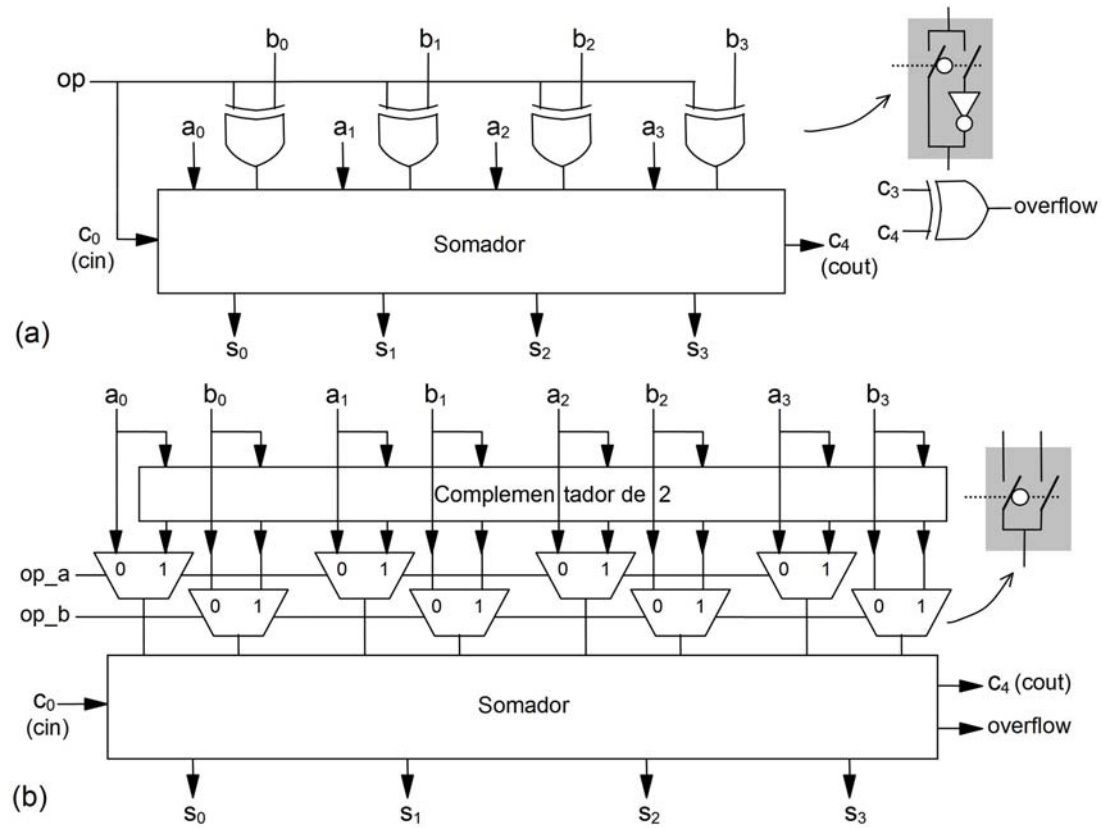 b₀ b₁ b₂ b₃
op
a₀ a₁ a₂ a₃
c₃
c₄
overflow
c₀
(cin)
Somador
c₄
(cout)
s₀ s₁ s₂ s₃
(a)
a₀ b₀ a₁ b₁ a₂ b₂ a₃ b₃
Complemen tador de 2
op_a 0 1 0 1 0 1 0 1
op_b 0 1 0 1 0 1 0 1
c₀
(cin)
Somador
c₄ (cout)
overflow
(b)
s₀ s₁ s₂ s₃